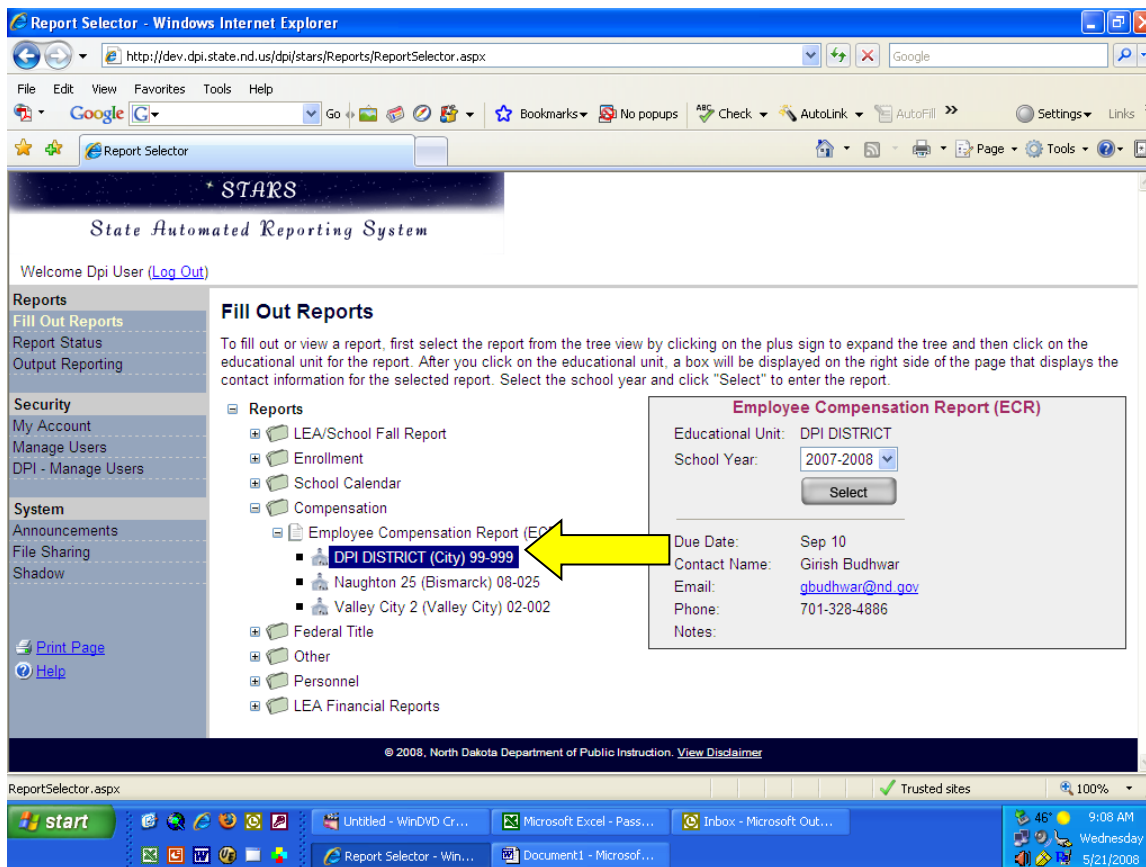 Report Selector - Windows Internet Explorer
http://dev.dpi.state.nd.us/dpi/stars/Reports/ReportSelector.aspx
Google
File Edit View Favorites Tools Help
Google G Go Bookmarks No popups ABC Check AutoLink AutoFill Settings Links
Report Selector
Page Tools
STARS
State Automated Reporting System
Welcome Dpi User (Log Out)
Reports
Fill Out Reports
Report Status
Output Reporting
Security
My Account
Manage Users
DPI - Manage Users
System
Announcements
File Sharing
Shadow
Print Page
Help
Fill Out Reports
To fill out or view a report, first select the report from the tree view by clicking on the plus sign to expand the tree and then click on the
educational unit for the report. After you click on the educational unit, a box will be displayed on the right side of the page that displays the
contact information for the selected report. Select the school year and click "Select" to enter the report.
Reports
LEA/School Fall Report
Enrollment
School Calendar
Compensation
Employee Compensation Report (EC
DPI DISTRICT (City) 99-999
Naughton 25 (Bismarck) 08-025
Valley City 2 (Valley City) 02-002
Federal Title
Other
Personnel
LEA Financial Reports
Employee Compensation Report (ECR)
Educational Unit: DPI DISTRICT
School Year: 2007-2008
Select
Due Date: Sep 10
Contact Name: Girish Budhwar
Email: gbudhwar@nd.gov
Phone: 701-328-4886
Notes:
© 2008, North Dakota Department of Public Instruction. View Disclaimer
ReportSelector.aspx Trusted sites 100%
start Untitled - WinDVD Cr... Microsoft Excel - Pass... Inbox - Microsoft Out... 46° 9:08 AM
Wednesday
Report Selector - Win... Document1 - Microsof... 5/21/2008